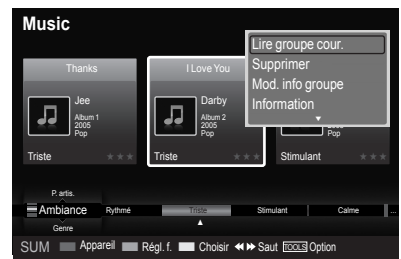 Music
Lire groupe cour.
Supprimer
Mod. info groupe
Information
Thanks
I Love You
Jee
Album 1
2005
Pop
Darby
Album 2
2005
Pop
2005
Pop
Triste
Triste
Stimulant
P. artis.
Ambiance Rythmé Triste Stimulant Calme ...
Genre
SUM Appareil Régl. f. Choisir Saut TOOLS Option